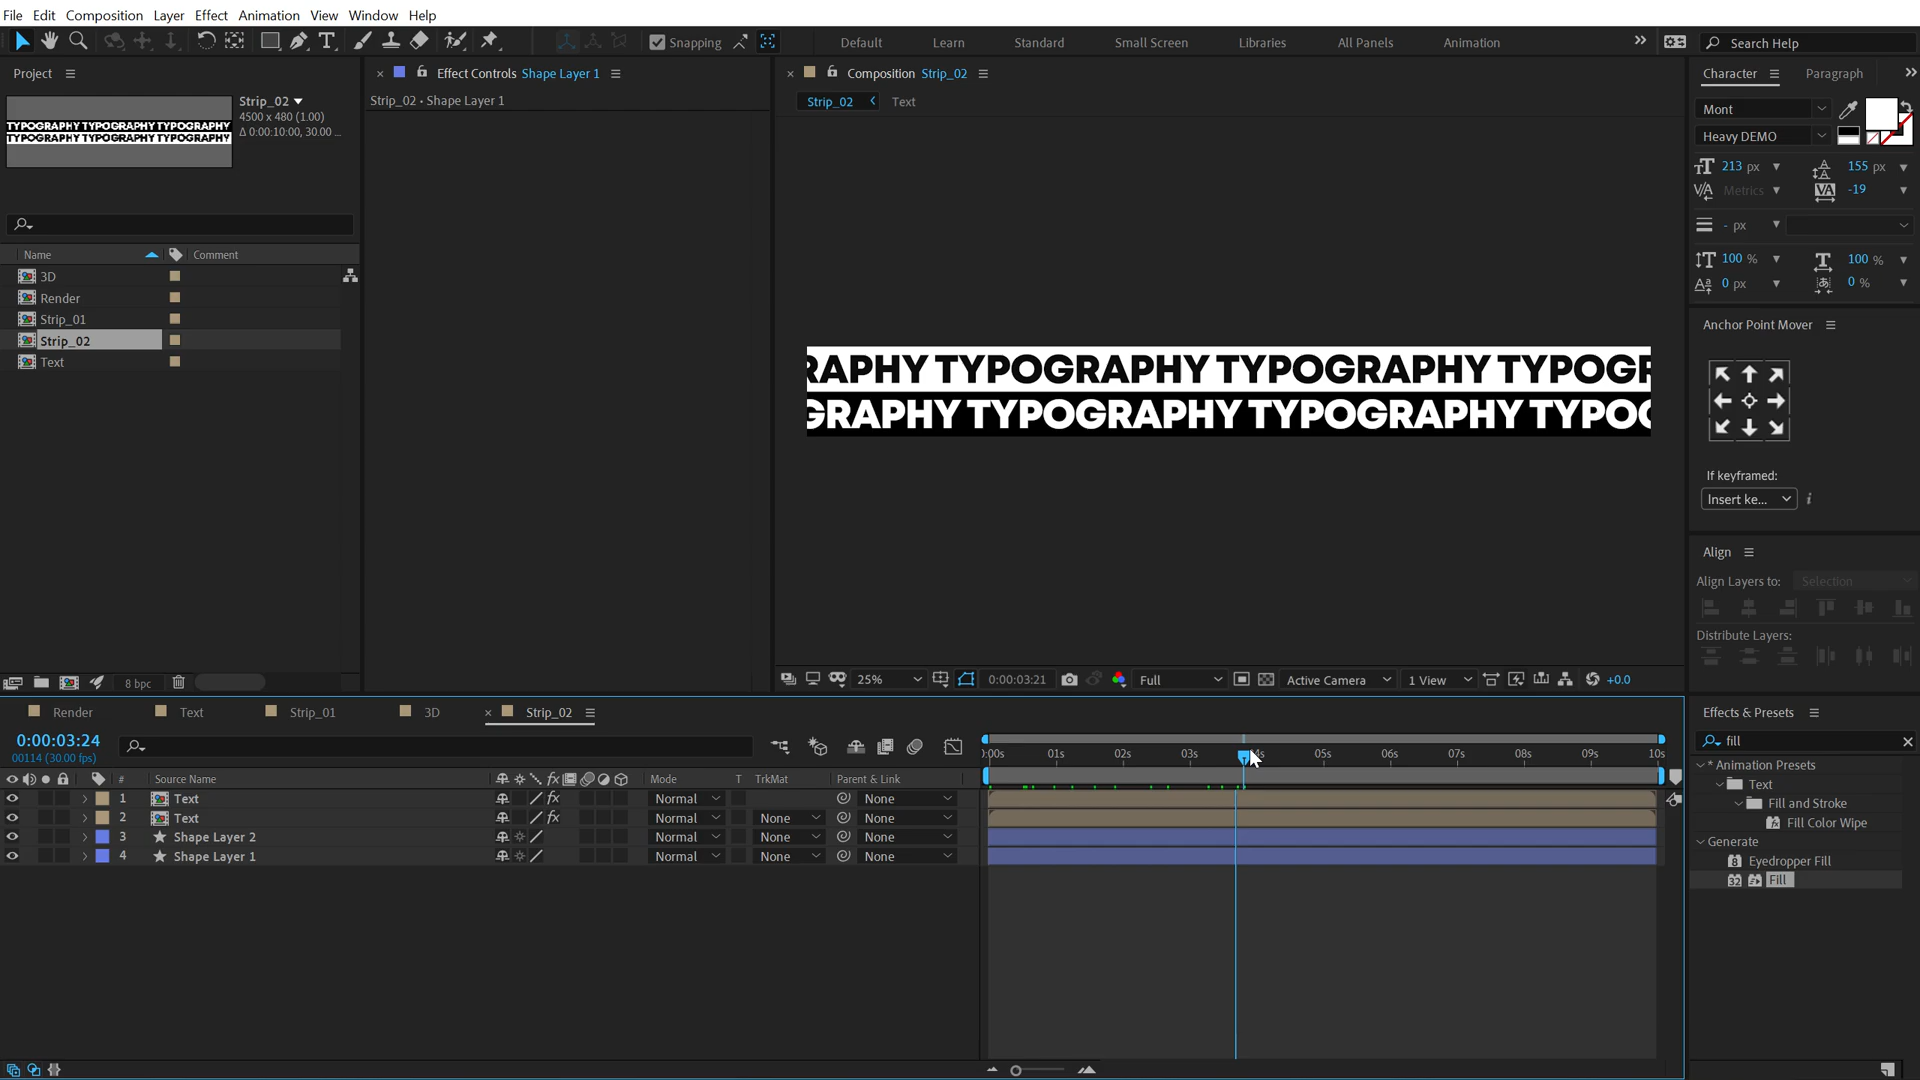 File Edit Composition Layer Effect Animation View Window Help
Snapping Default Learn Standard Small Screen Libraries All Panels Animation Search Help
Project
Strip_02
4500 x 480 (1.00)
Δ 0:00:10:00, 30.00 ...
TYPOGRAPHY TYPOGRAPHY TYPOGRAPHY
TYPOGRAPHY TYPOGRAPHY TYPOGRAPHY
Name Comment
3D
Render
Strip_01
Strip_02
Text
8 bpc
Effect Controls Shape Layer 1
Strip_02 • Shape Layer 1
Composition Strip_02
Strip_02 Text
RAPHY TYPOGRAPHY TYPOGRAPHY TYPOGR
GRAPHY TYPOGRAPHY TYPOGRAPHY TYPOG
25% 0:00:03:21 Full Active Camera 1 View +0.0
Character Paragraph
Mont
Heavy DEMO
213 px 155 px
Metrics -19
- px
100 % 100 %
0 px 0 %
Anchor Point Mover
If keyframed:
Insert ke...
Align
Align Layers to: Selection
Distribute Layers:
Effects & Presets
fill
* Animation Presets
Text
Fill and Stroke
Fill Color Wipe
Generate
Eyedropper Fill
Fill
Render Text Strip_01 3D Strip_02
0:00:03:24
00114 (30.00 fps)
:00s 01s 02s 03s 4s 05s 06s 07s 08s 09s 10s
# Source Name Mode T TrkMat Parent & Link
1 Text Normal None
2 Text Normal None None
3 Shape Layer 2 Normal None None
4 Shape Layer 1 Normal None None